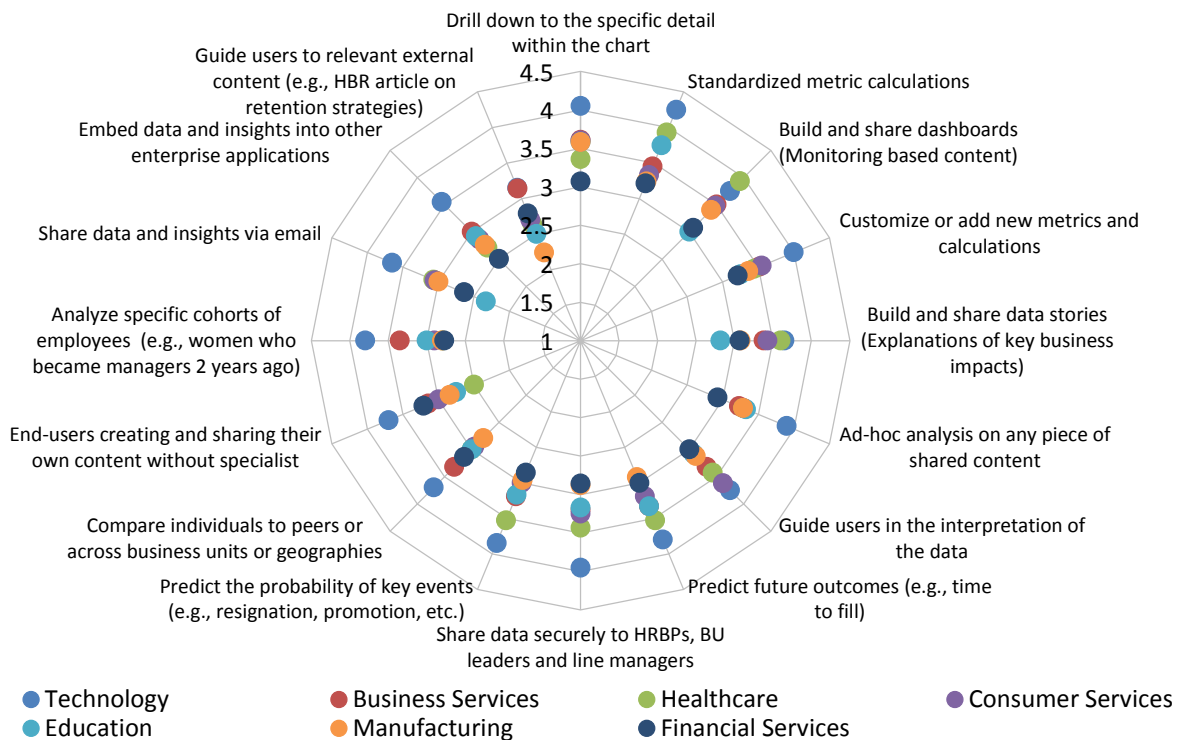 Drill down to the specific detail
within the chart
Guide users to relevant external
content (e.g., HBR article on
retention strategies)
Standardized metric calculations
Embed data and insights into other
enterprise applications
Build and share dashboards
(Monitoring based content)
Share data and insights via email
Customize or add new metrics and
calculations
Analyze specific cohorts of
employees (e.g., women who
became managers 2 years ago)
Build and share data stories
(Explanations of key business
impacts)
End-users creating and sharing their
own content without specialist
Ad-hoc analysis on any piece of
shared content
Compare individuals to peers or
across business units or geographies
Guide users in the interpretation of
the data
Predict the probability of key events
(e.g., resignation, promotion, etc.)
Predict future outcomes (e.g., time
to fill)
Share data securely to HRBPs, BU
leaders and line managers
4.5
4
3.5
3
2.5
2
1.5
1
Technology
Business Services
Healthcare
Consumer Services
Education
Manufacturing
Financial Services